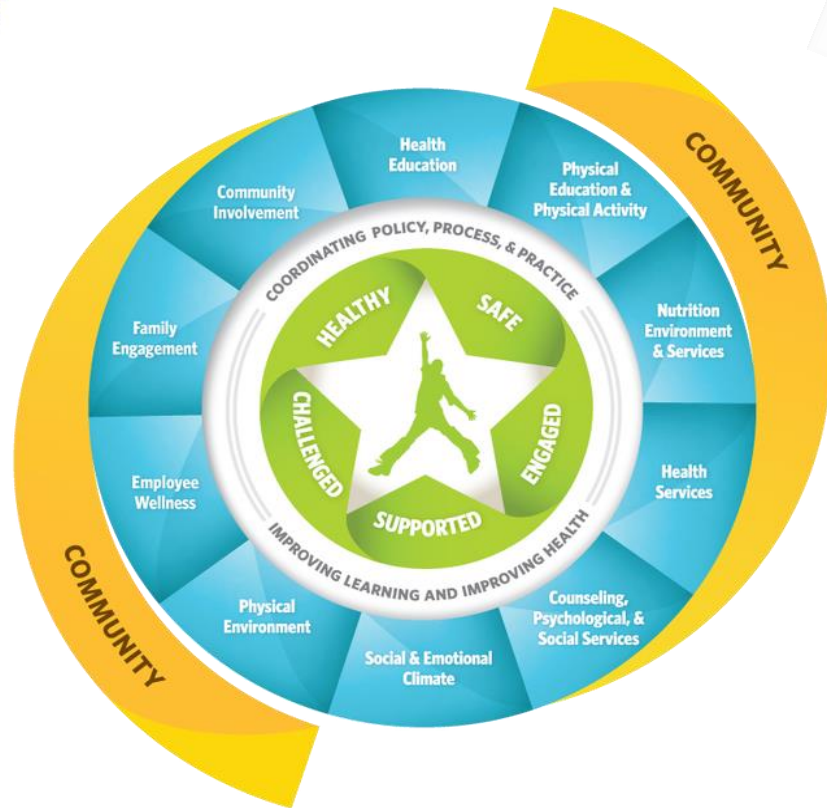 COMMUNITY
Health
Education
Physical
Education &
Physical Activity
Nutrition
Environment
& Services
Health
Services
Counseling,
Psychological, &
Social Services
Social & Emotional
Climate
Physical
Environment
Employee
Wellness
Family
Engagement
Community
Involvement
COORDINATING POLICY, PROCESS, & PRACTICE
IMPROVING LEARNING AND IMPROVING HEALTH
HEALTHY
SAFE
ENGAGED
SUPPORTED
CHALLENGED
COMMUNITY